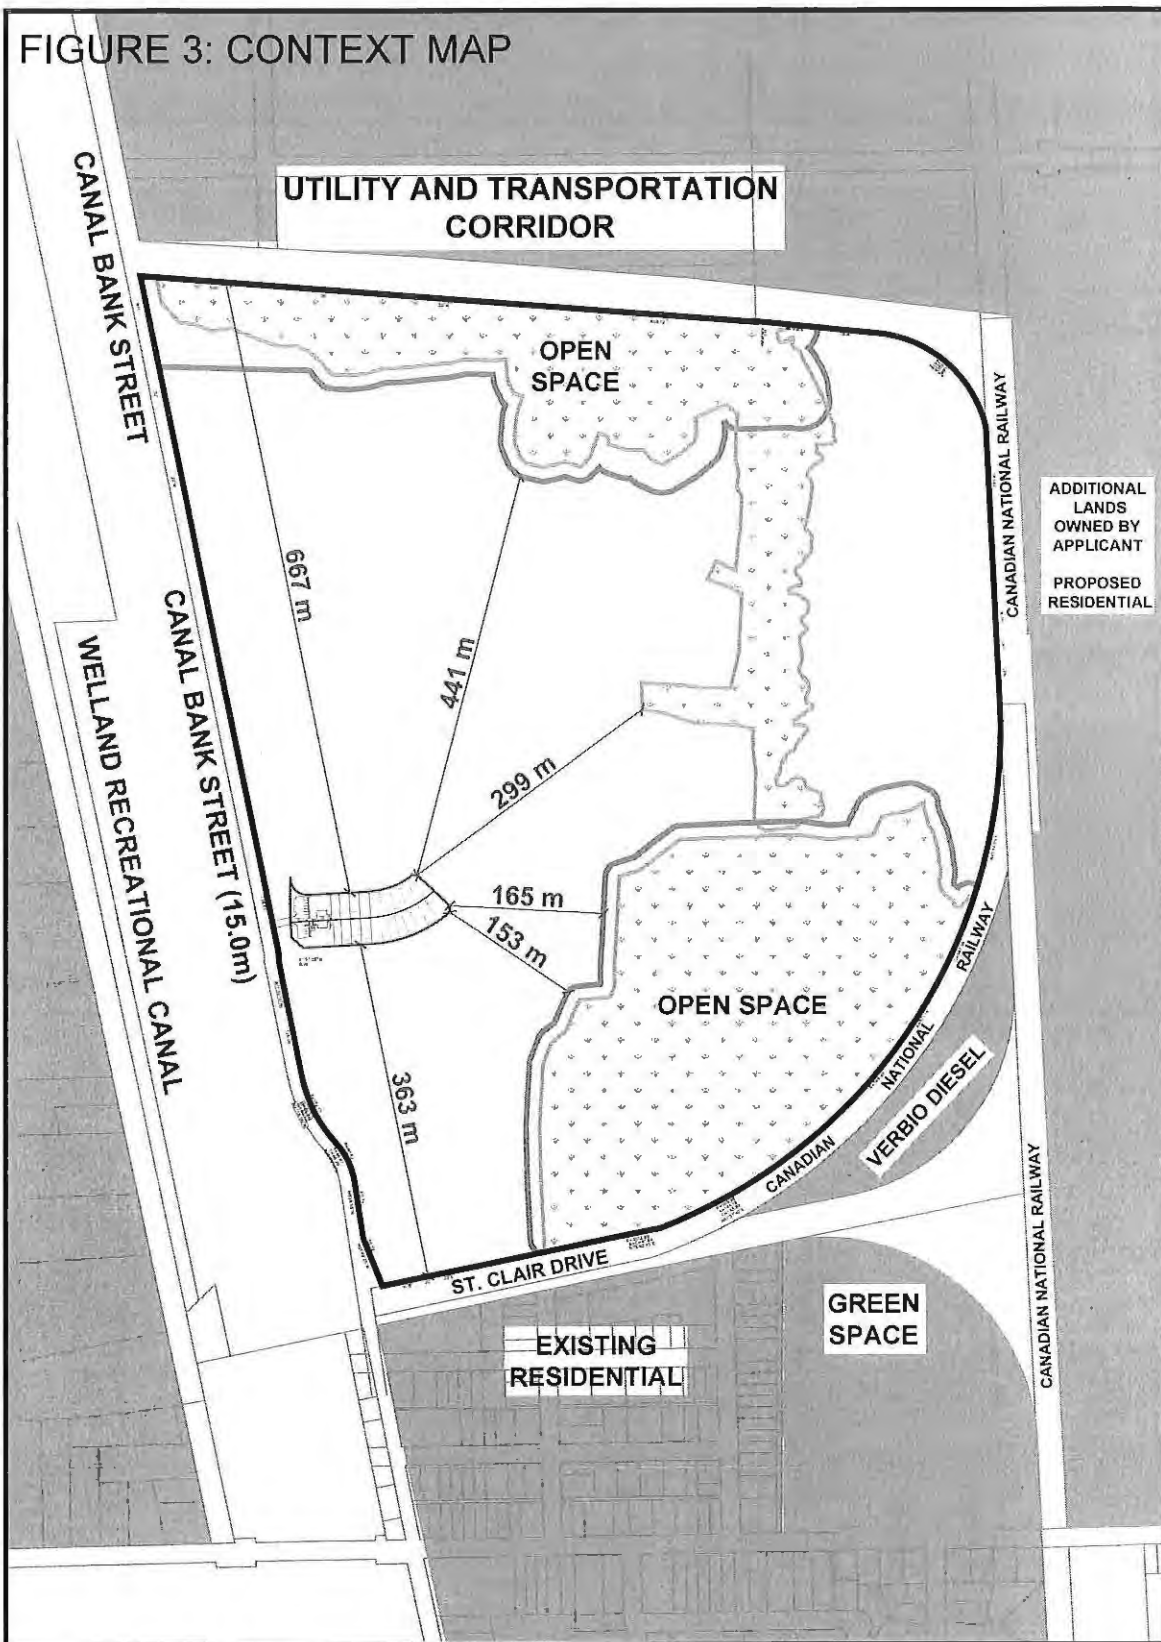 FIGURE 3: CONTEXT MAP
UTILITY AND TRANSPORTATION
CORRIDOR
CANAL BANK STREET
OPEN
SPACE
CANADIAN NATIONAL RAILWAY
ADDITIONAL
LANDS
OWNED BY
APPLICANT
PROPOSED
RESIDENTIAL
667 m
441 m
CANAL BANK STREET (15.0m)
WELLAND RECREATIONAL CANAL
299 m
165 m
153 m
OPEN SPACE
363 m
CANADIAN NATIONAL RAILWAY
VERBIO DIESEL
CANADIAN NATIONAL RAILWAY
ST. CLAIR DRIVE
GREEN
SPACE
EXISTING
RESIDENTIAL